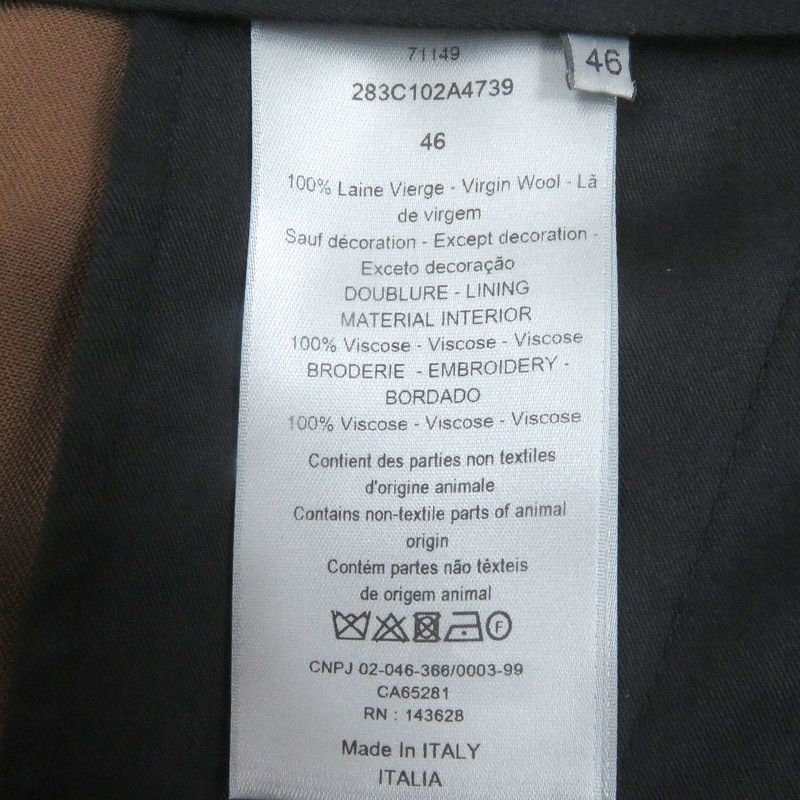 71149
46
283C102A4739
46
100% Laine Vierge - Virgin Wool - Lã
de virgem
Sauf décoration - Except decoration -
Exceto decoração
DOUBLURE - LINING
MATERIAL INTERIOR
100% Viscose - Viscose - Viscose
BRODERIE - EMBROIDERY -
BORDADO
100% Viscose - Viscose - Viscose
Contient des parties non textiles
d'origine animale
Contains non-textile parts of animal
origin
Contém partes não têxteis
de origem animal
F
CNPJ 02-046-366/0003-99
CA65281
RN : 143628
Made In ITALY
ITALIA